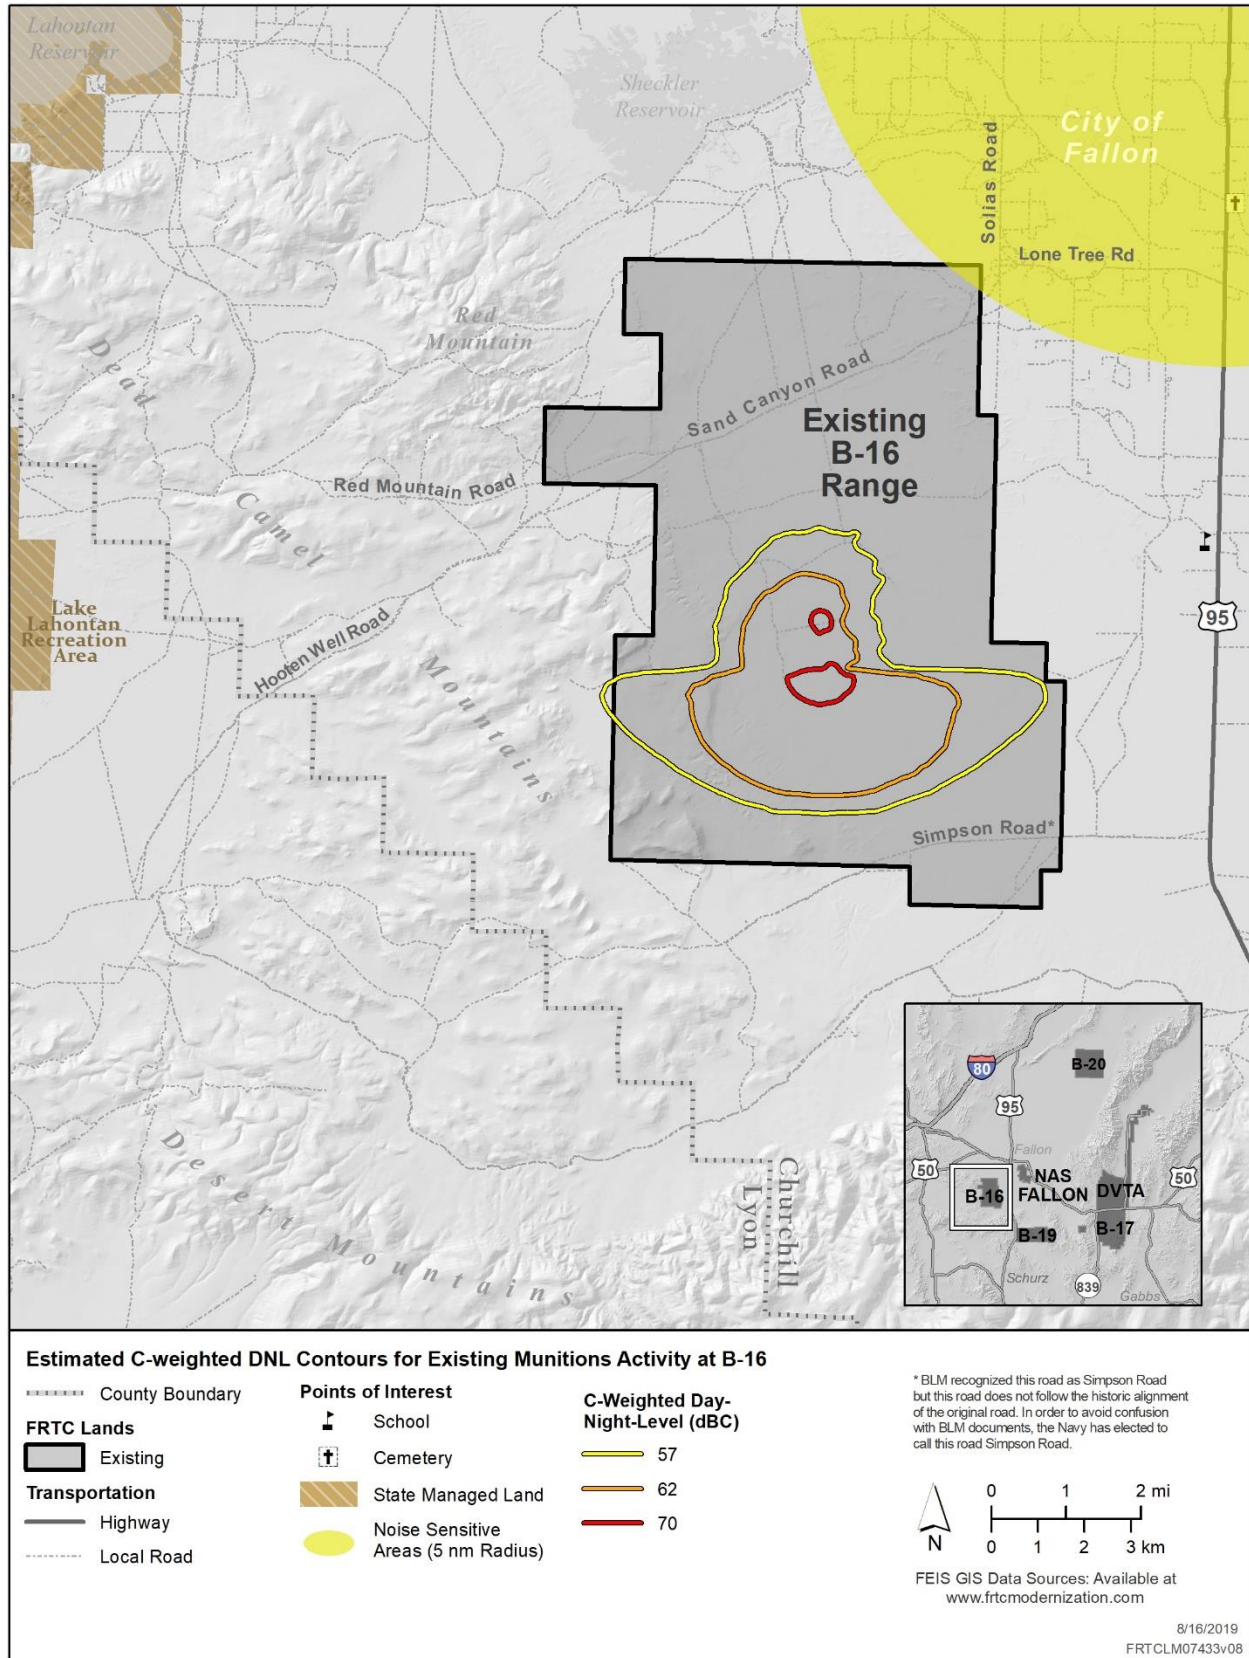 Lahontan
Reservoir
Sheckler
Reservoir
City of
Fallon
Solias Road
Lone Tree Rd
Red
Mountain
Dead
Camel
Mountains
Sand Canyon Road
Existing
B-16
Range
Red Mountain Road
Lake
Lahontan
Recreation
Area
Hooten Well Road
95
Simpson Road*
Desert Mountains
Churchill
Lyon
80
B-20
95
Fallon
50
NAS
FALLON
DVTA
50
B-16
B-17
B-19
Schurz
839
Gabbs
Estimated C-weighted DNL Contours for Existing Munitions Activity at B-16
County Boundary
FRTC Lands
Existing
Transportation
Highway
Local Road
Points of Interest
School
Cemetery
State Managed Land
Noise Sensitive
Areas (5 nm Radius)
C-Weighted Day-
Night-Level (dBC)
57
62
70
* BLM recognized this road as Simpson Road
but this road does not follow the historic alignment
of the original road. In order to avoid confusion
with BLM documents, the Navy has elected to
call this road Simpson Road.
N
0 1 2 mi
0 1 2 3 km
FEIS GIS Data Sources: Available at
www.frtcmodernization.com
8/16/2019
FRTCLM07433v08